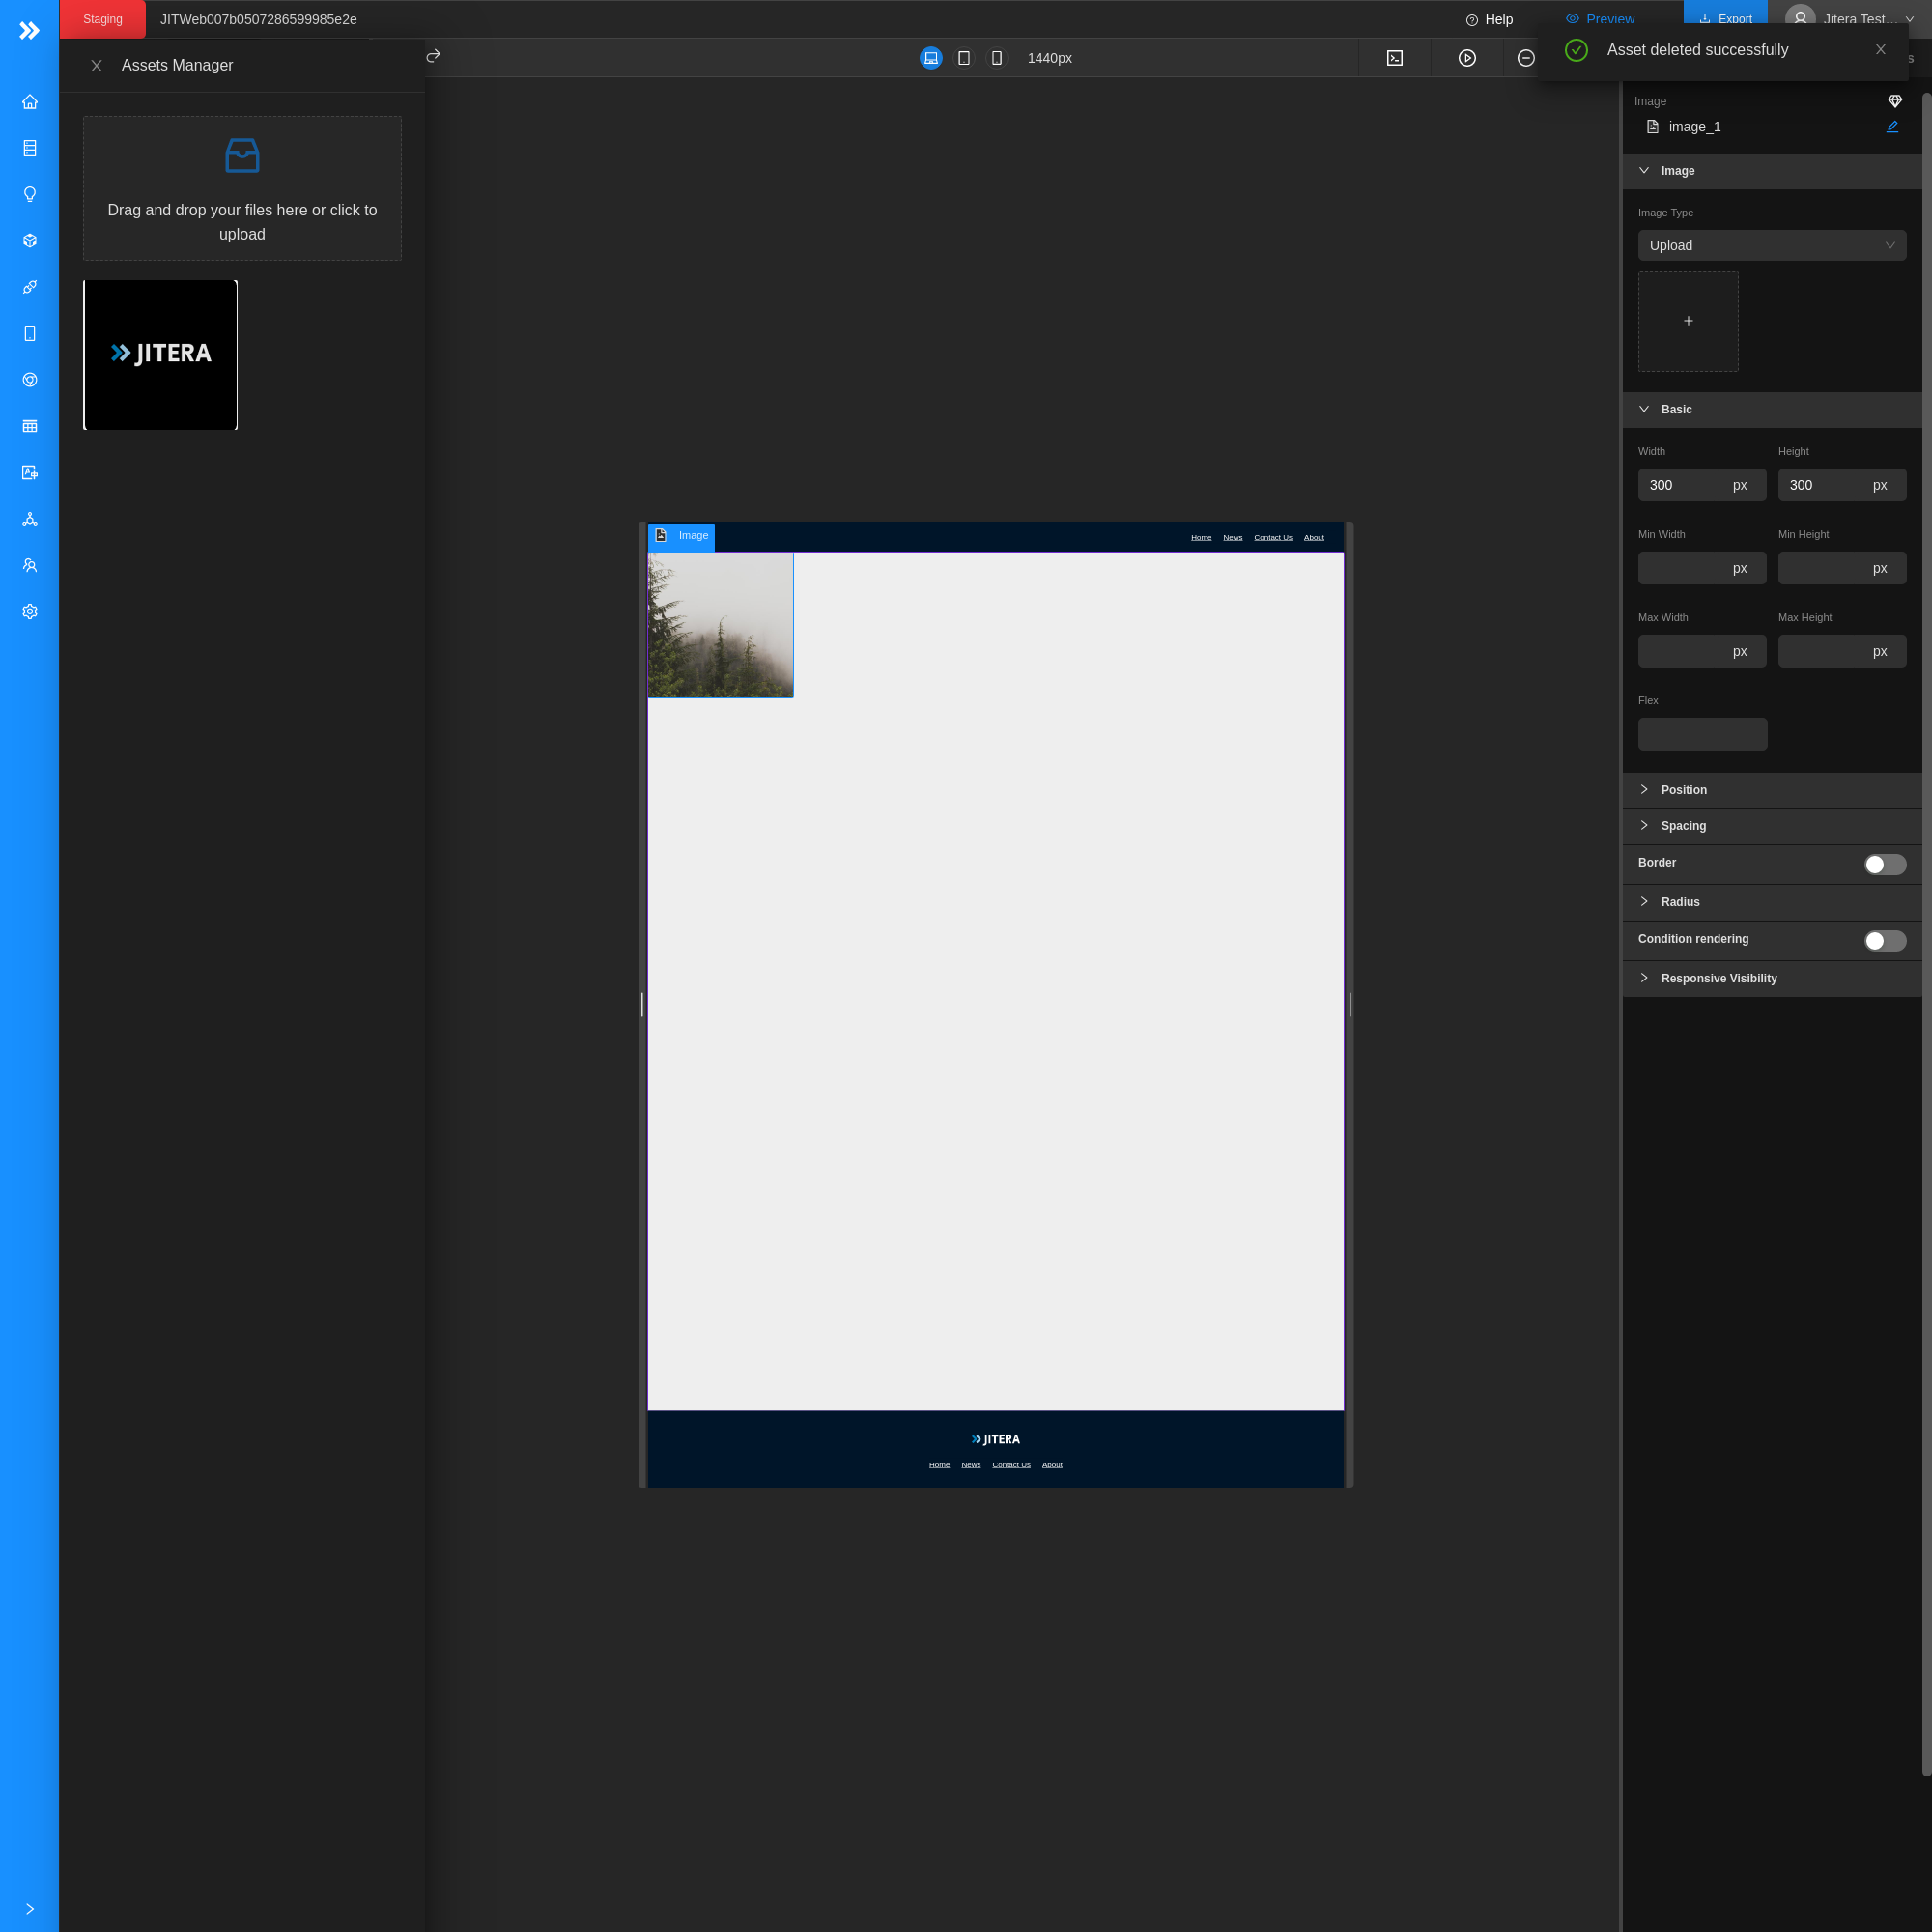 Staging
JITWeb007b0507286599985e2e
Help
Preview
Export
Jitera Test...
Asset deleted successfully
Assets Manager
1440px
Drag and drop your files here or click to
upload
JITERA
Image
Home News Contact Us About
JITERA
Home News Contact Us About
Image
image_1
Image
Image Type
Upload
Basic
Width Height
300 px 300 px
Min Width Min Height
px px
Max Width Max Height
px px
Flex
Position
Spacing
Border
Radius
Condition rendering
Responsive Visibility